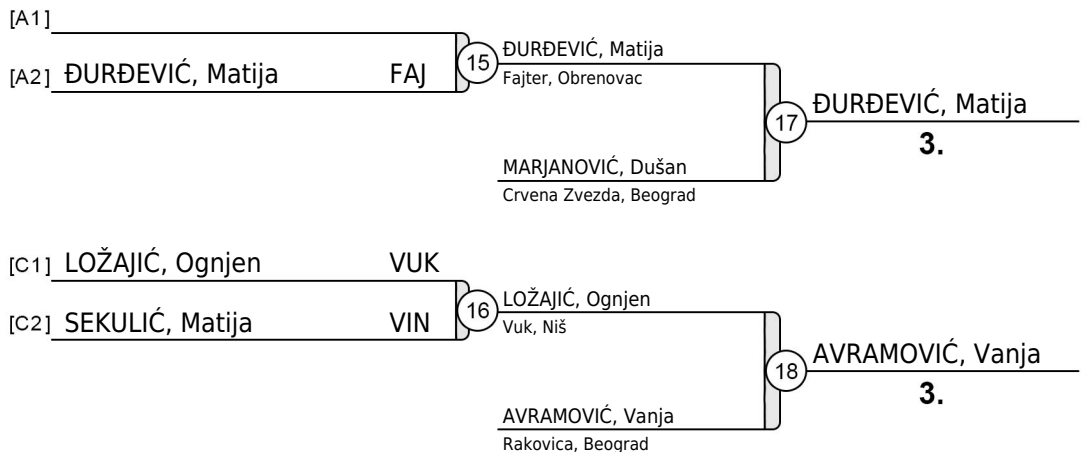 [A1]
[A2] ĐURĐEVIĆ, Matija FAJ
15
ĐURĐEVIĆ, Matija
Fajter, Obrenovac
17
ĐURĐEVIĆ, Matija
3.
MARJANOVIĆ, Dušan
Crvena Zvezda, Beograd
[C1] LOŽAJIĆ, Ognjen VUK
[C2] SEKULIĆ, Matija VIN
16
LOŽAJIĆ, Ognjen
Vuk, Niš
18
AVRAMOVIĆ, Vanja
3.
AVRAMOVIĆ, Vanja
Rakovica, Beograd